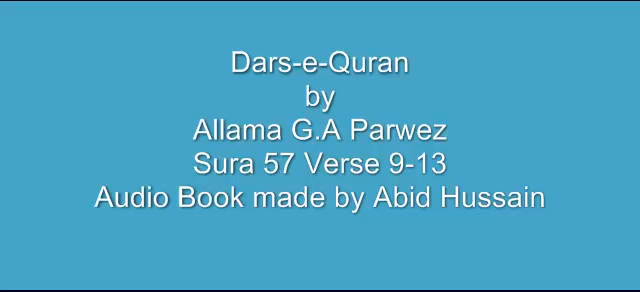 Dars-e-Quran
by
Allama G.A Parwez
Sura 57 Verse 9-13
Audio Book made by Abid Hussain